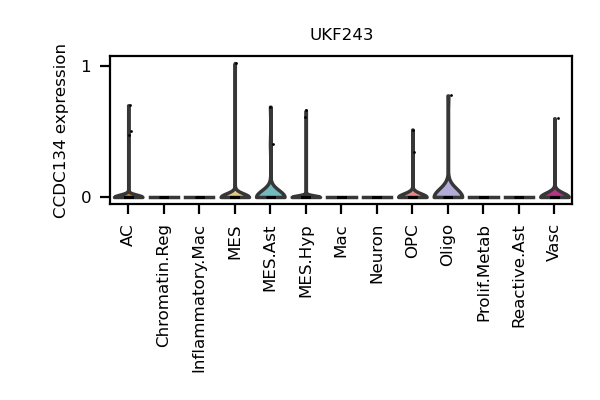 UKF243
CCDC134 expression
1
0
AC
Chromatin.Reg
Inflammatory.Mac
MES
MES.Ast
MES.Hyp
Mac
Neuron
OPC
Oligo
Prolif.Metab
Reactive.Ast
Vasc